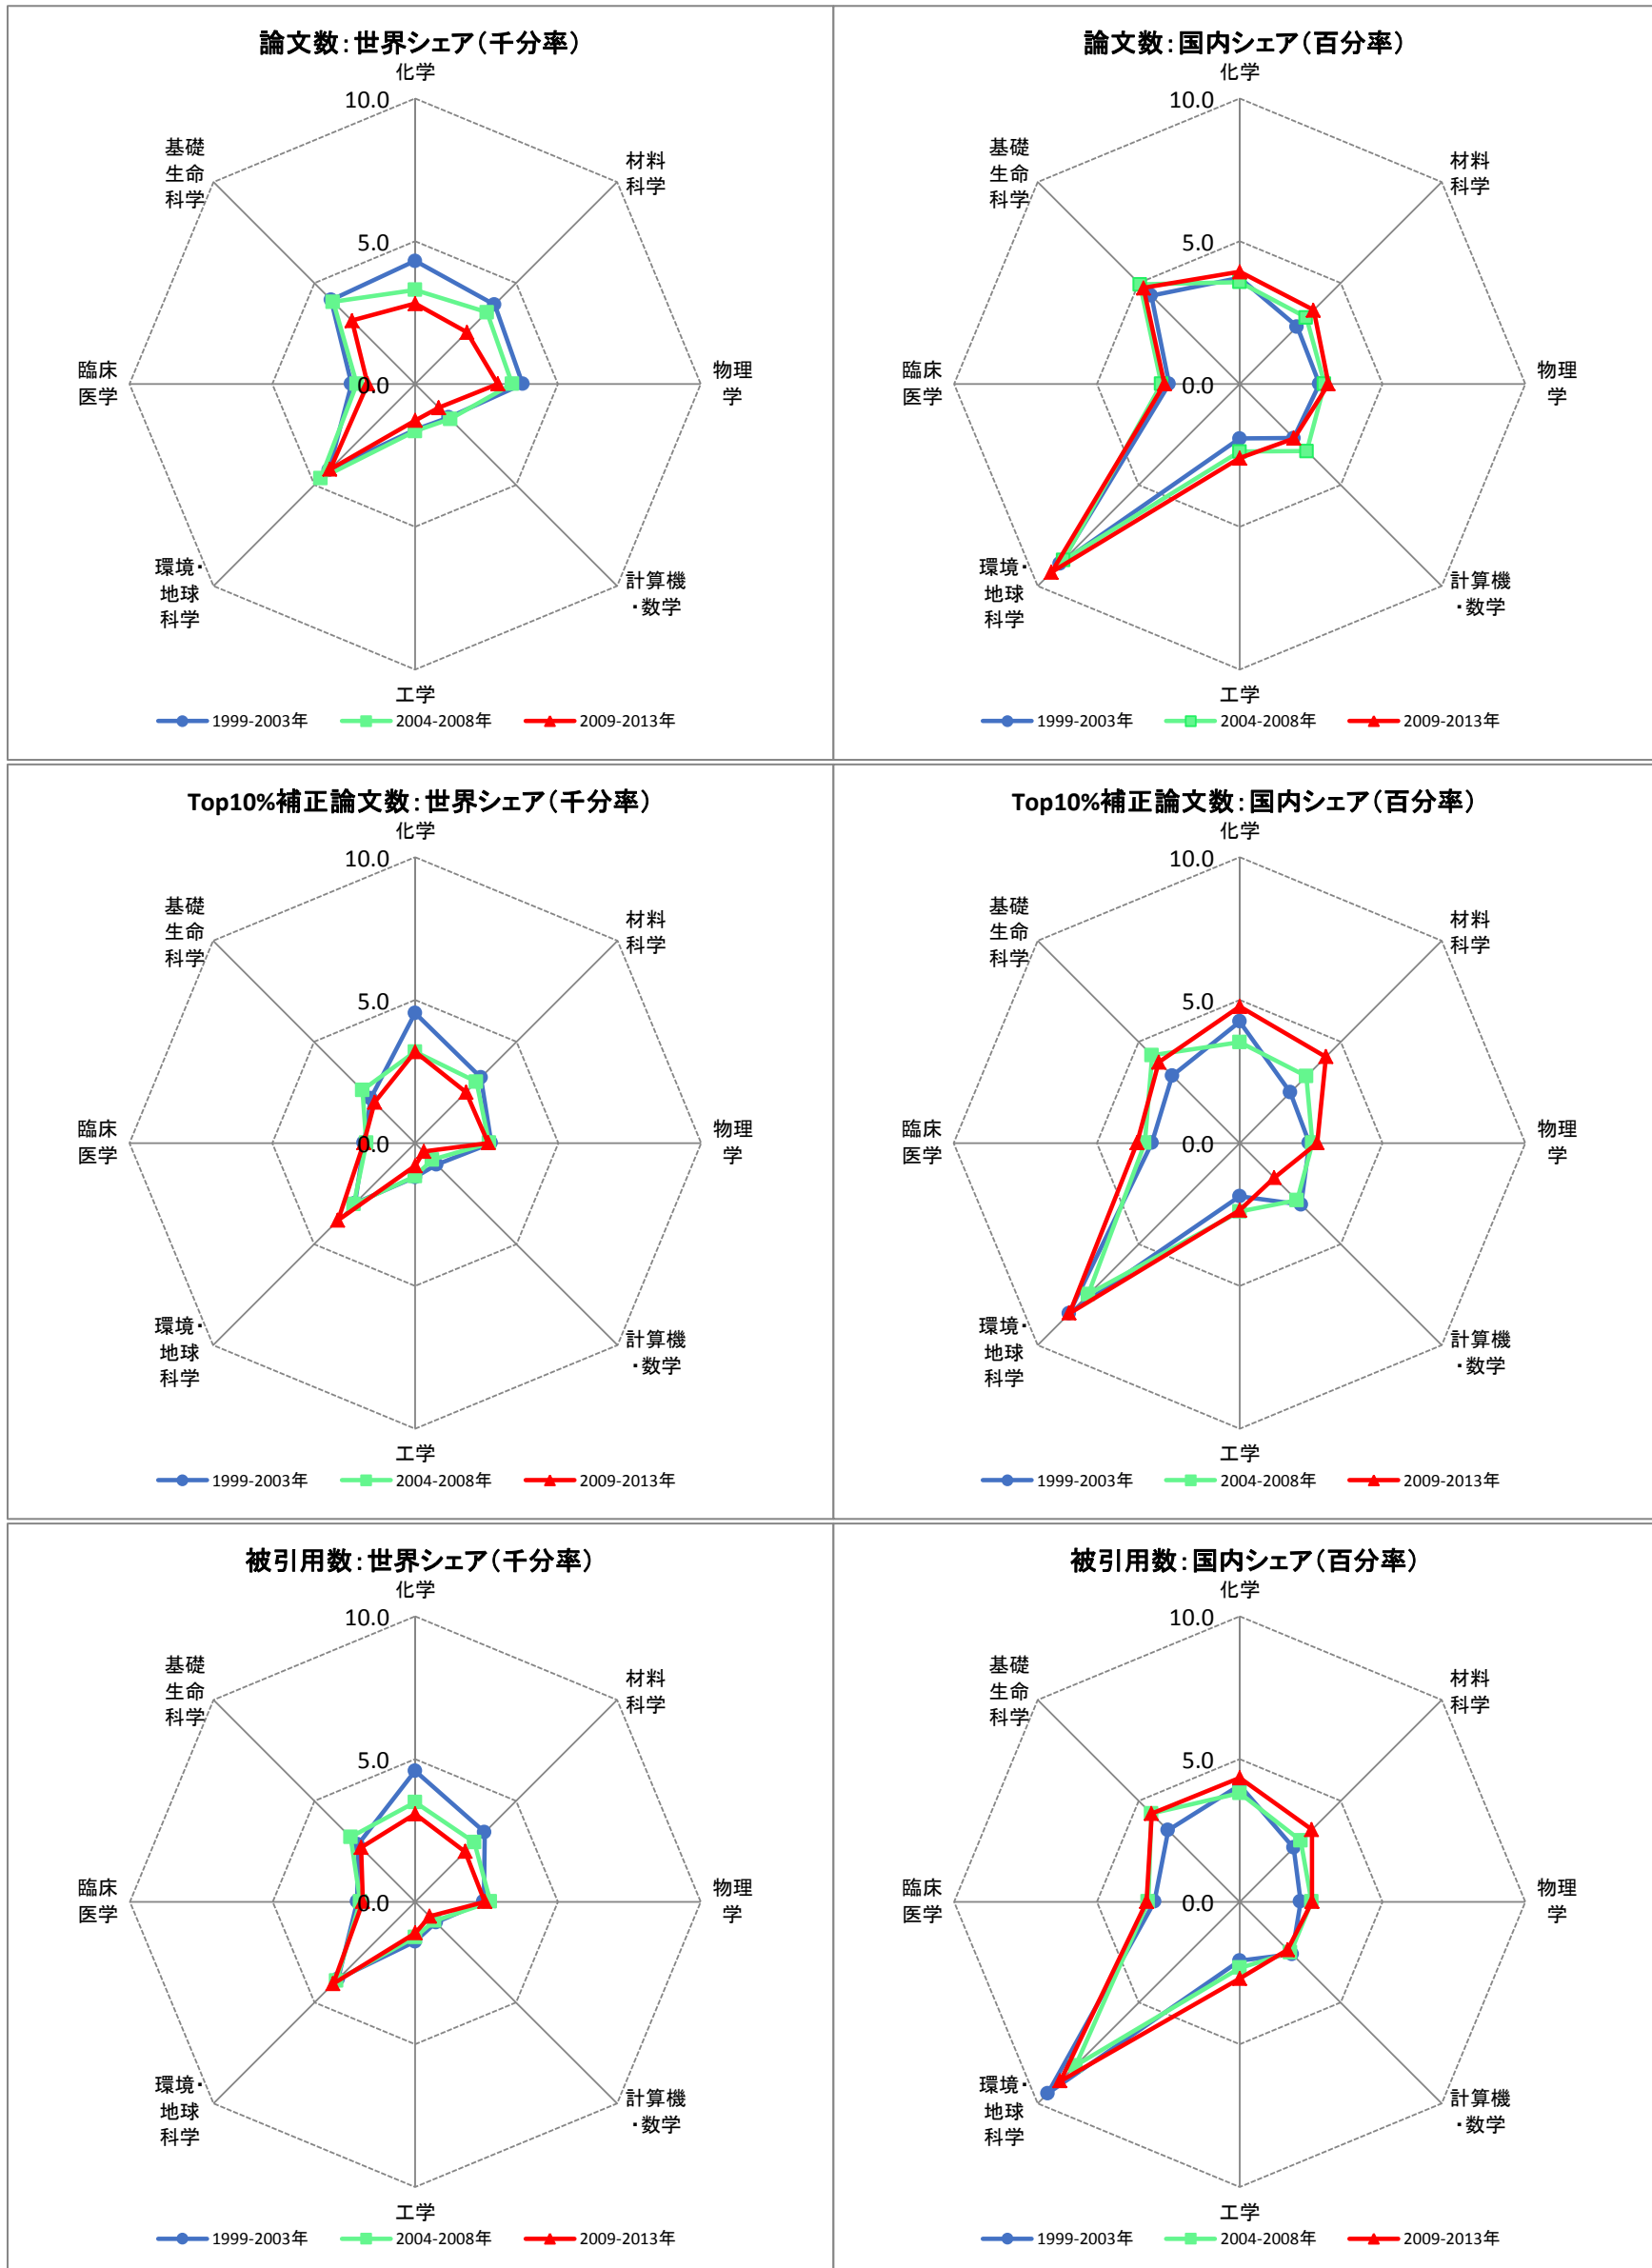 論文数：世界シェア（千分率）
化学
10.0
5.0
0.0
材料
科学
物理
学
計算機
・数学
工学
環境・
地球
科学
臨床
医学
基礎
生命
科学
1999-2003年 2004-2008年 2009-2013年
論文数：国内シェア（百分率）
化学
10.0
5.0
0.0
材料
科学
物理
学
計算機
・数学
工学
環境・
地球
科学
臨床
医学
基礎
生命
科学
1999-2003年 2004-2008年 2009-2013年
Top10%補正論文数：世界シェア（千分率）
化学
10.0
5.0
0.0
材料
科学
物理
学
計算機
・数学
工学
環境・
地球
科学
臨床
医学
基礎
生命
科学
1999-2003年 2004-2008年 2009-2013年
Top10%補正論文数：国内シェア（百分率）
化学
10.0
5.0
0.0
材料
科学
物理
学
計算機
・数学
工学
環境・
地球
科学
臨床
医学
基礎
生命
科学
1999-2003年 2004-2008年 2009-2013年
被引用数：世界シェア（千分率）
化学
10.0
5.0
0.0
材料
科学
物理
学
計算機
・数学
工学
環境・
地球
科学
臨床
医学
基礎
生命
科学
1999-2003年 2004-2008年 2009-2013年
被引用数：国内シェア（百分率）
化学
10.0
5.0
0.0
材料
科学
物理
学
計算機
・数学
工学
環境・
地球
科学
臨床
医学
基礎
生命
科学
1999-2003年 2004-2008年 2009-2013年